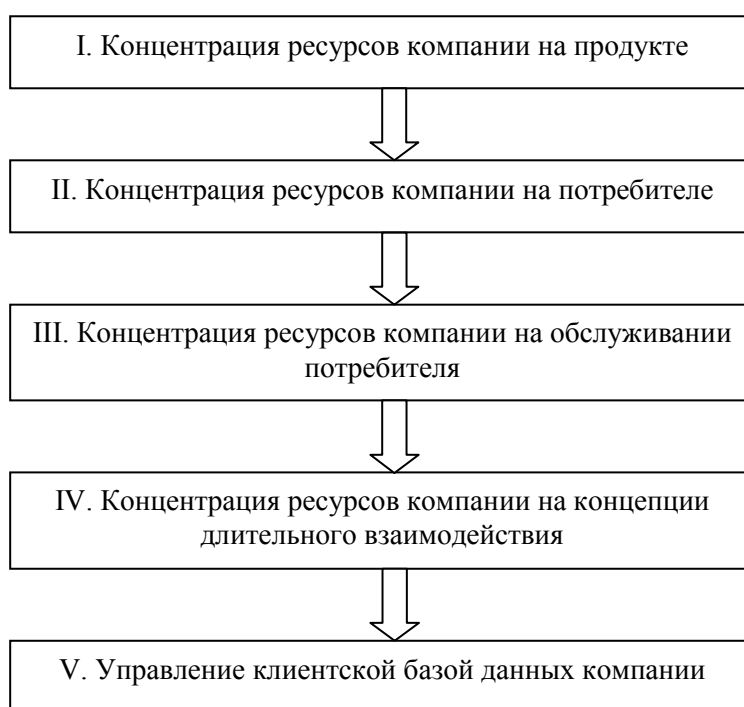 I. Концентрация ресурсов компании на продукте
II. Концентрация ресурсов компании на потребителе
III. Концентрация ресурсов компании на обслуживании
потребителя
IV. Концентрация ресурсов компании на концепции
длительного взаимодействия
V. Управление клиентской базой данных компании